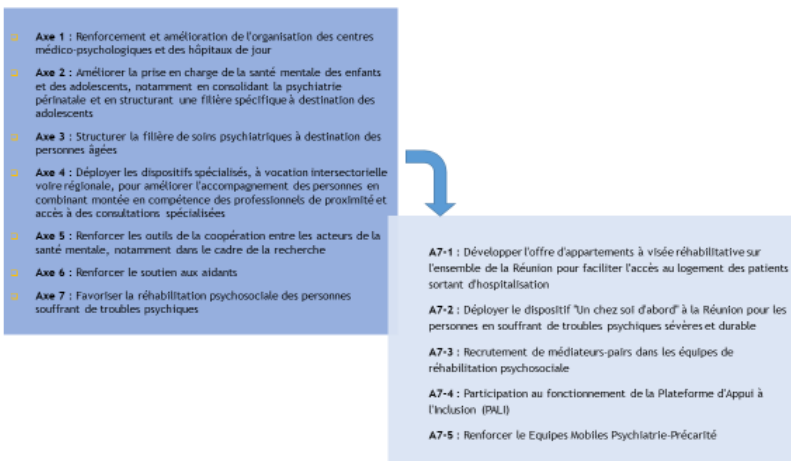 Axe 1 : Renforcement et amélioration de l'organisation des centres
médico-psychologiques et des hôpitaux de jour
Axe 2 : Améliorer la prise en charge de la santé mentale des enfants
et des adolescents, notamment en consolidant la psychiatrie
périnatale et en structurant une filière spécifique à destination des
adolescents
Axe 3 : Structurer la filière de soins psychiatriques à destination des
personnes âgées
Axe 4 : Déployer les dispositifs spécialisés, à vocation intersectorielle
voire régionale, pour améliorer l'accompagnement des personnes en
combinant montée en compétence des professionnels de proximité et
accès à des consultations spécialisées
Axe 5 : Renforcer les outils de la coopération entre les acteurs de la
santé mentale, notamment dans le cadre de la recherche
Axe 6 : Renforcer le soutien aux aidants
Axe 7 : Favoriser la réhabilitation psychosociale des personnes
souffrant de troubles psychiques
A7-1 : Développer l'offre d'appartements à visée réhabilitative sur
l'ensemble de la Réunion pour faciliter l'accès au logement des patients
sortant d'hospitalisation
A7-2 : Déployer le dispositif "Un chez soi d'abord" à la Réunion pour les
personnes en souffrant de troubles psychiques sévères et durable
A7-3 : Recrutement de médiateurs-pairs dans les équipes de
réhabilitation psychosociale
A7-4 : Participation au fonctionnement de la Plateforme d'Appui à
l'Inclusion (PALI)
A7-5 : Renforcer le Equipes Mobiles Psychiatrie-Précarité